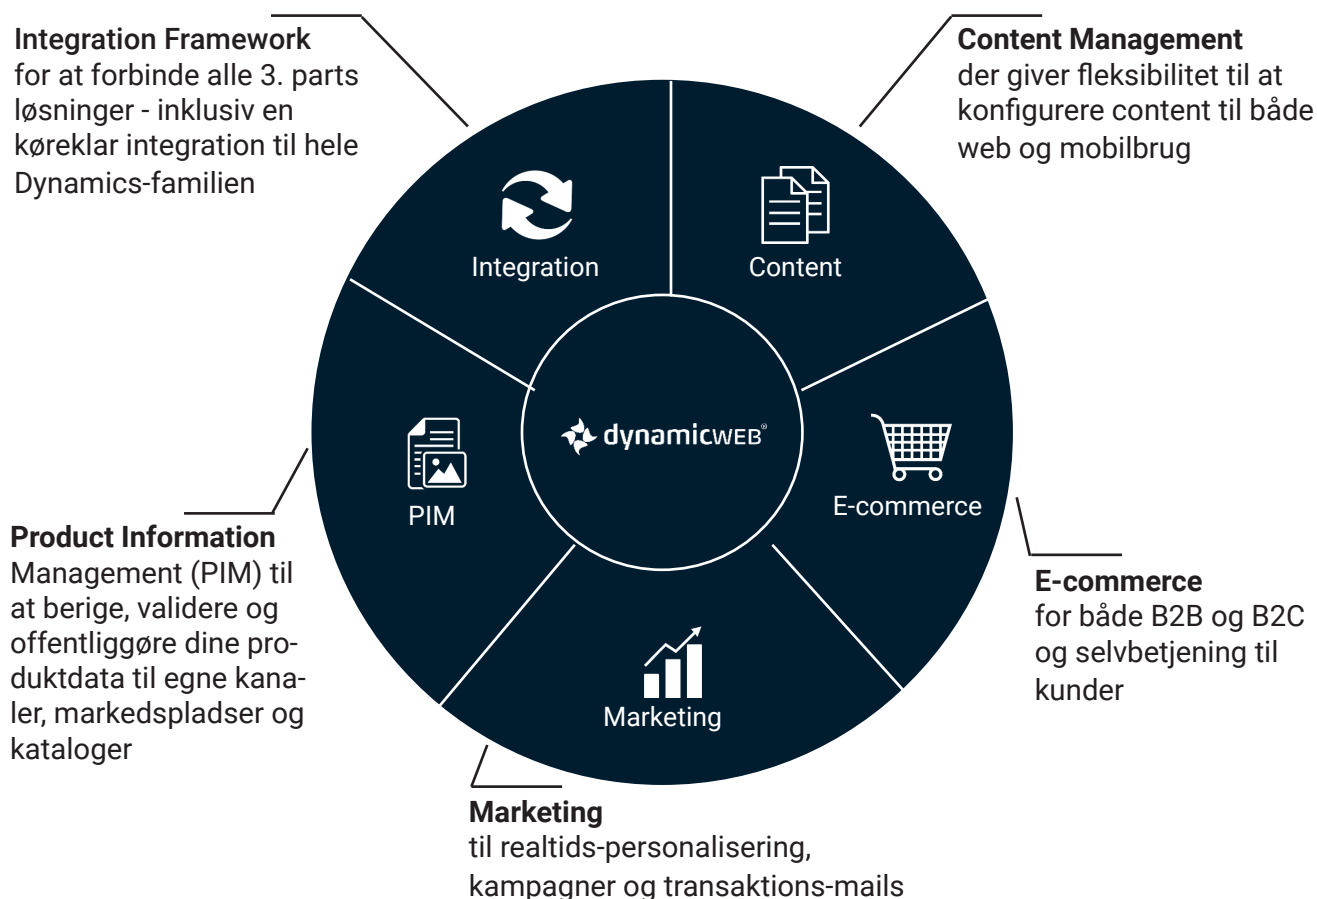 Integration Framework
for at forbinde alle 3. parts
løsninger - inklusiv en
køreklar integration til hele
Dynamics-familien
Content Management
der giver fleksibilitet til at
konfigurere content til både
web og mobilbrug
Integration
Content
dynamicWEB®
PIM
E-commerce
Marketing
Product Information
Management (PIM) til
at berige, validere og
offentliggøre dine pro-
duktdata til egne kana-
ler, markedspladser og
kataloger
E-commerce
for både B2B og B2C
og selvbetjening til
kunder
Marketing
til realtids-personalisering,
kampagner og transaktions-mails